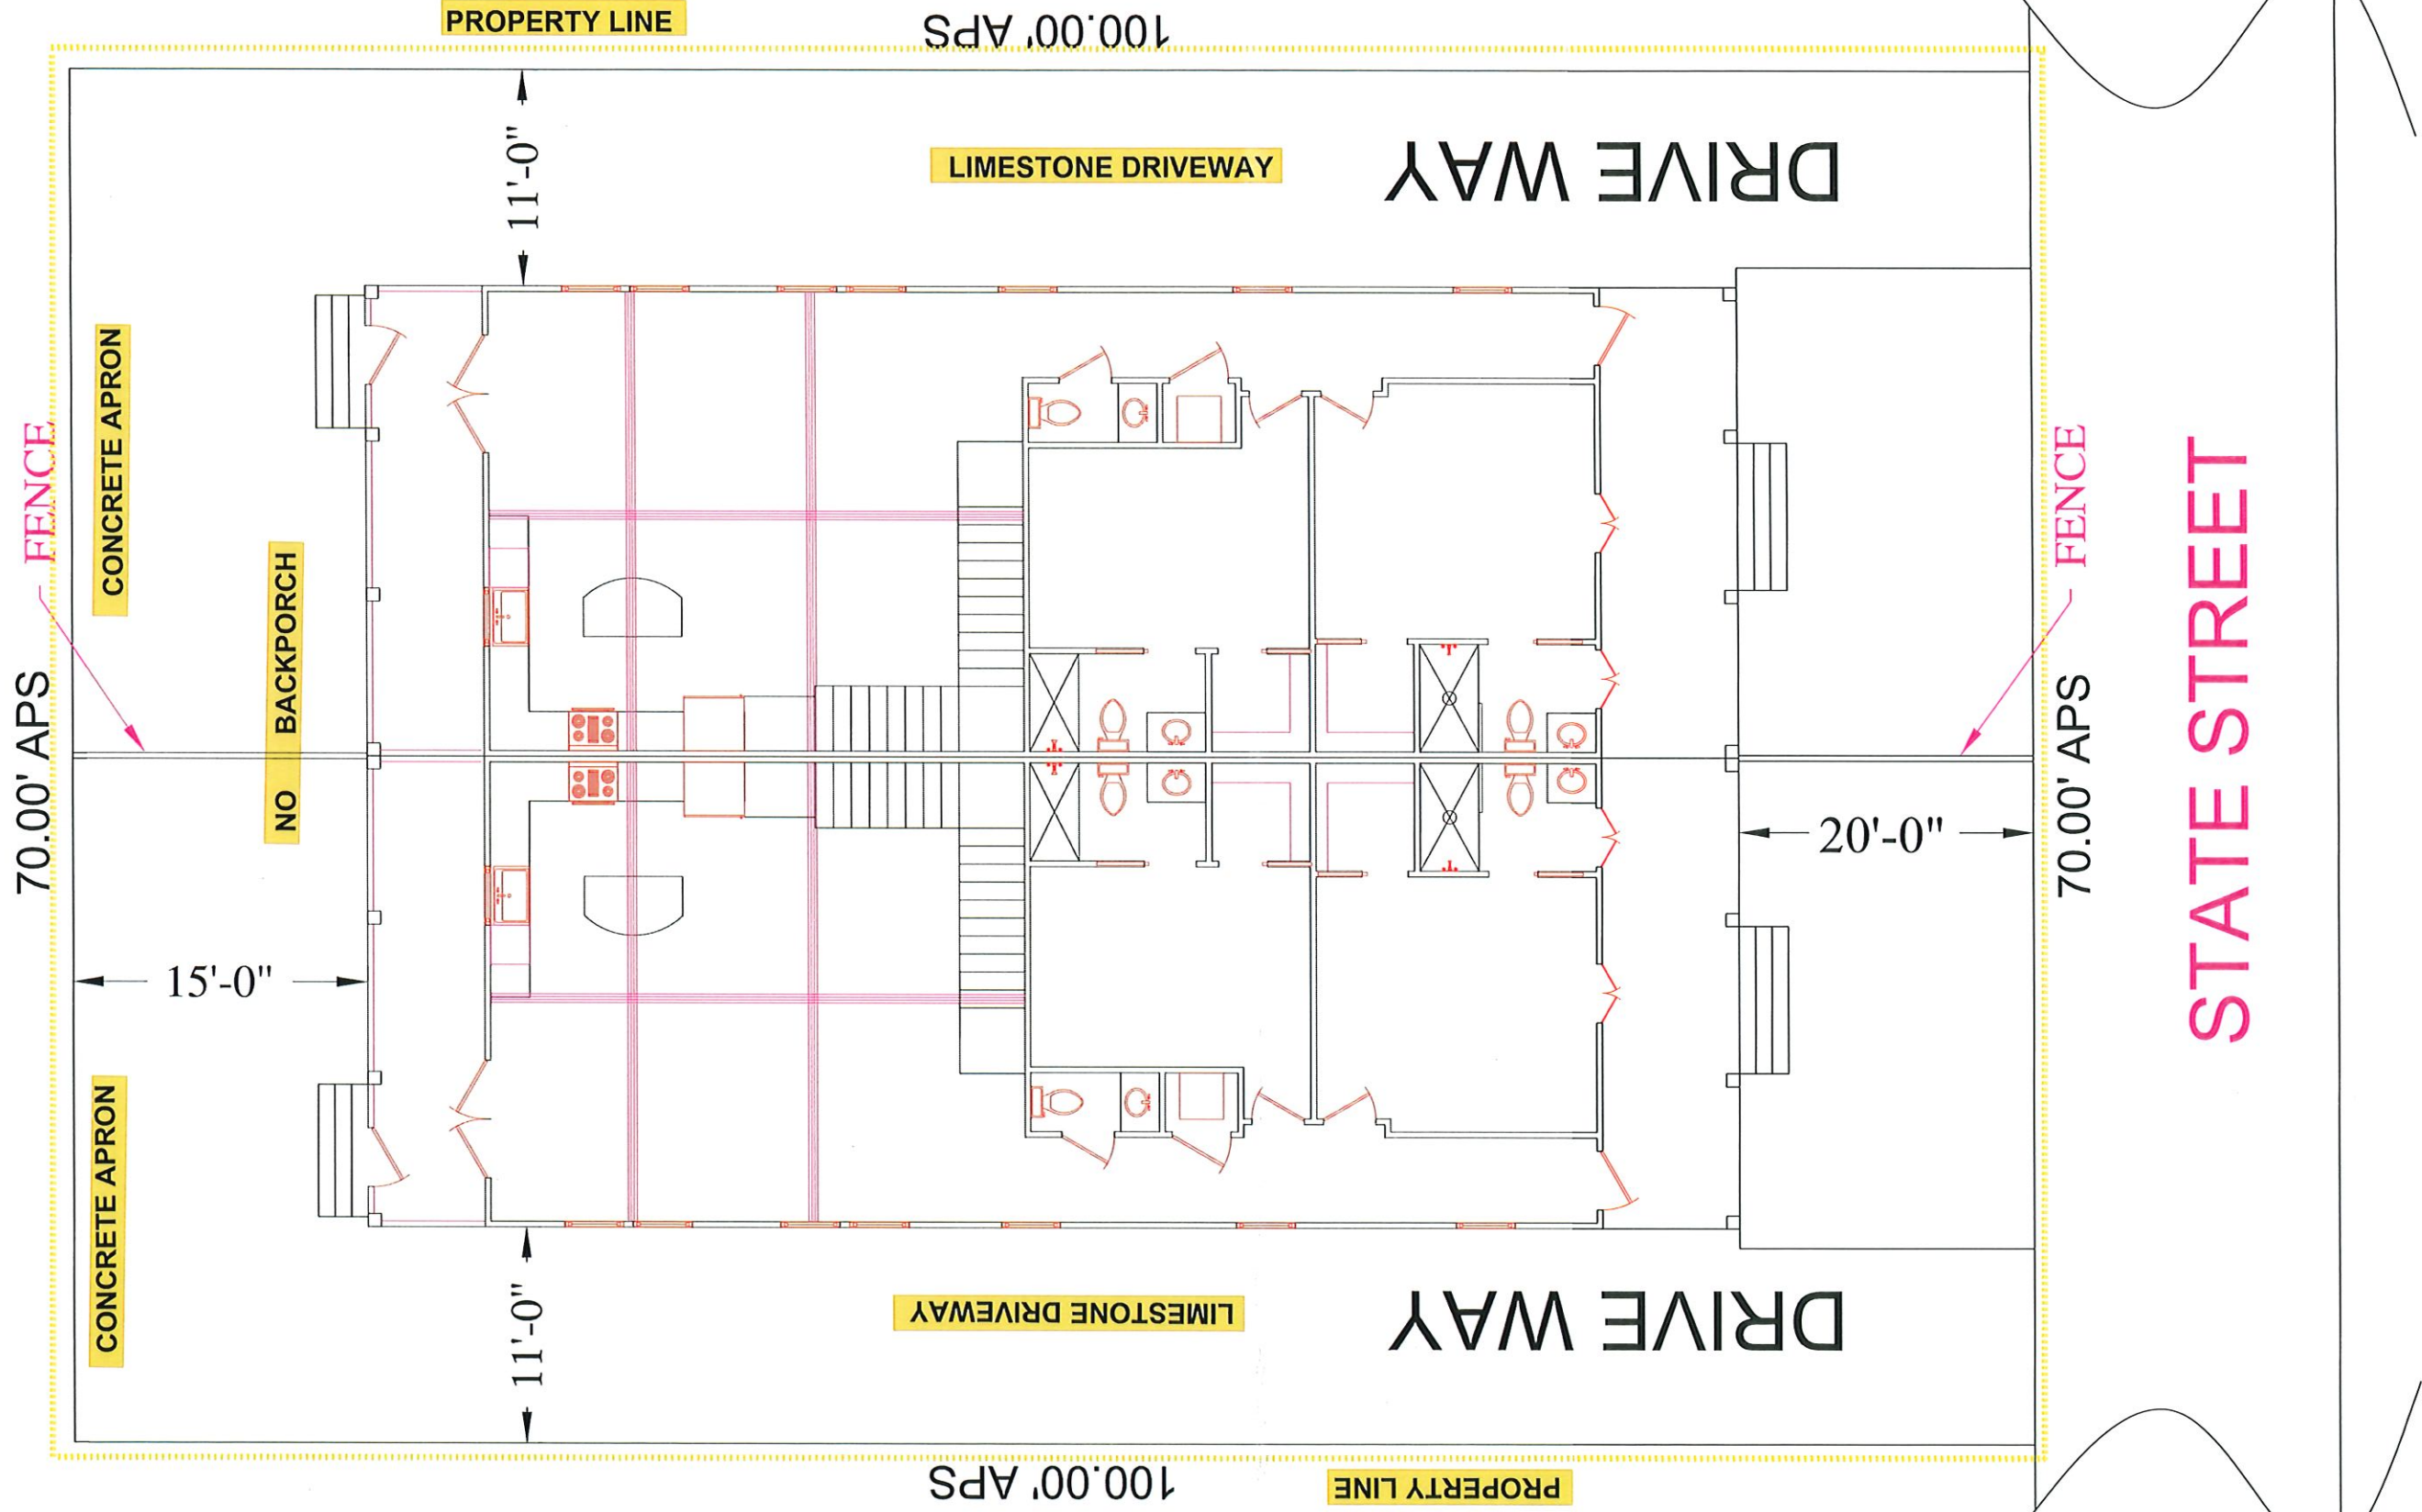 PROPERTY LINE
100.00' APS
11'-0"
LIMESTONE DRIVEWAY
DRIVE WAY
FENCE
CONCRETE APRON
NO BACKPORCH
70.00' APS
FENCE
STATE STREET
70.00' APS
20'-0"
15'-0"
CONCRETE APRON
11'-0"
LIMESTONE DRIVEWAY
DRIVE WAY
100.00' APS
PROPERTY LINE